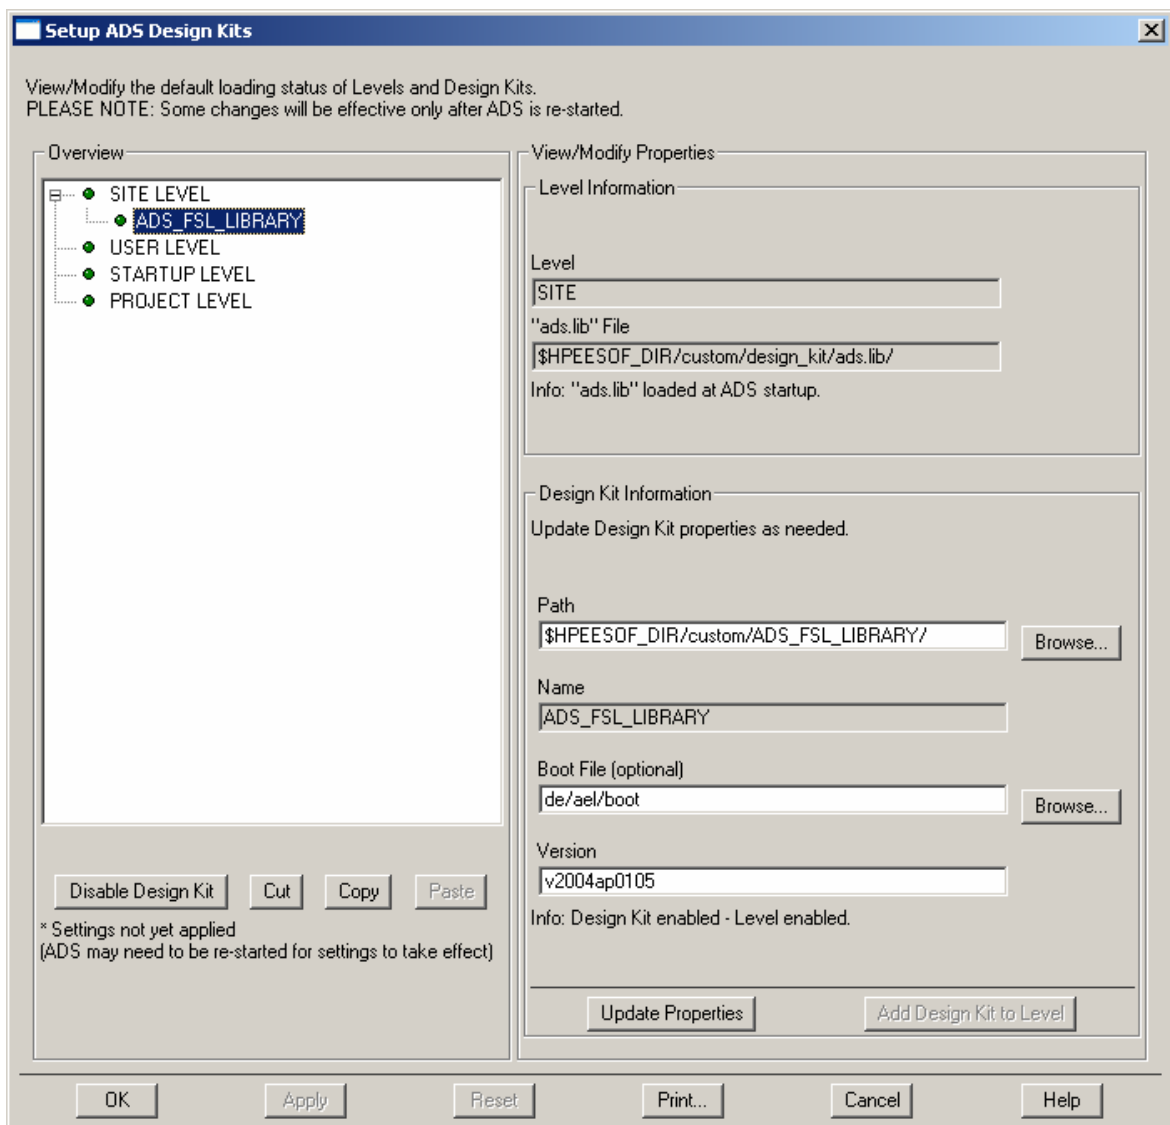 Setup ADS Design Kits
View/Modify the default loading status of Levels and Design Kits.
PLEASE NOTE: Some changes will be effective only after ADS is re-started.
Overview
SITE LEVEL
ADS_FSL_LIBRARY
USER LEVEL
STARTUP LEVEL
PROJECT LEVEL
Disable Design Kit
Cut
Copy
Paste
* Settings not yet applied
(ADS may need to be re-started for settings to take effect)
View/Modify Properties
Level Information
Level
SITE
"ads.lib" File
$HPEESOF_DIR/custom/design_kit/ads.lib/
Info: "ads.lib" loaded at ADS startup.
Design Kit Information
Update Design Kit properties as needed.
Path
$HPEESOF_DIR/custom/ADS_FSL_LIBRARY/
Browse...
Name
ADS_FSL_LIBRARY
Boot File (optional)
de/ael/boot
Browse...
Version
v2004ap0105
Info: Design Kit enabled - Level enabled.
Update Properties
Add Design Kit to Level
OK
Apply
Reset
Print...
Cancel
Help